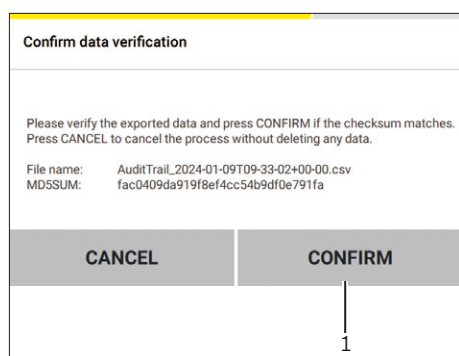 Confirm data verification
Please verify the exported data and press CONFIRM if the checksum matches.
Press CANCEL to cancel the process without deleting any data.
File name: AuditTrail_2024-01-09T09-33-02+00-00.csv
MD5SUM: fac0409da919f8ef4cc54b9df0e791fa
CANCEL CONFIRM
1